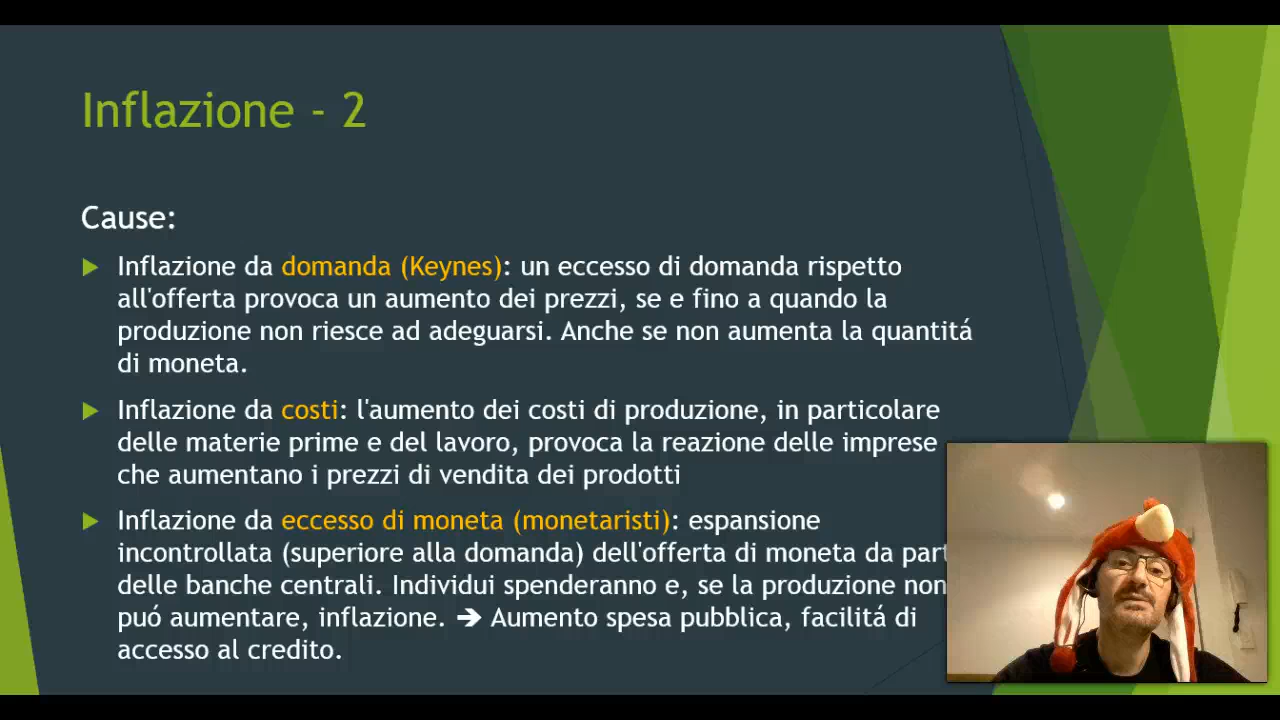 Inflazione - 2
Cause:
Inflazione da domanda (Keynes): un eccesso di domanda rispetto
all'offerta provoca un aumento dei prezzi, se e fino a quando la
produzione non riesce ad adeguarsi. Anche se non aumenta la quantitá
di moneta.
Inflazione da costi: l'aumento dei costi di produzione, in particolare
delle materie prime e del lavoro, provoca la reazione delle imprese
che aumentano i prezzi di vendita dei prodotti
Inflazione da eccesso di moneta (monetaristi): espansione
incontrollata (superiore alla domanda) dell'offerta di moneta da part
delle banche centrali. Individui spenderanno e, se la produzione non
puó aumentare, inflazione. 🡲 Aumento spesa pubblica, facilitá di
accesso al credito.